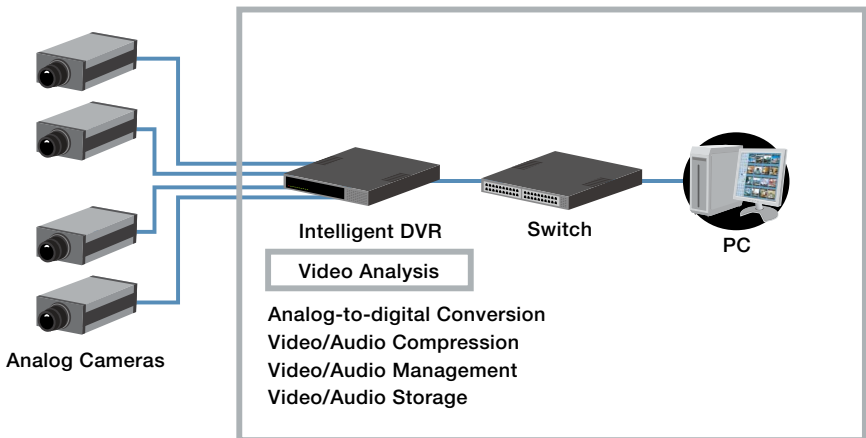 Intelligent DVR
Switch
PC
Video Analysis
Analog-to-digital Conversion
Video/Audio Compression
Video/Audio Management
Video/Audio Storage
Analog Cameras